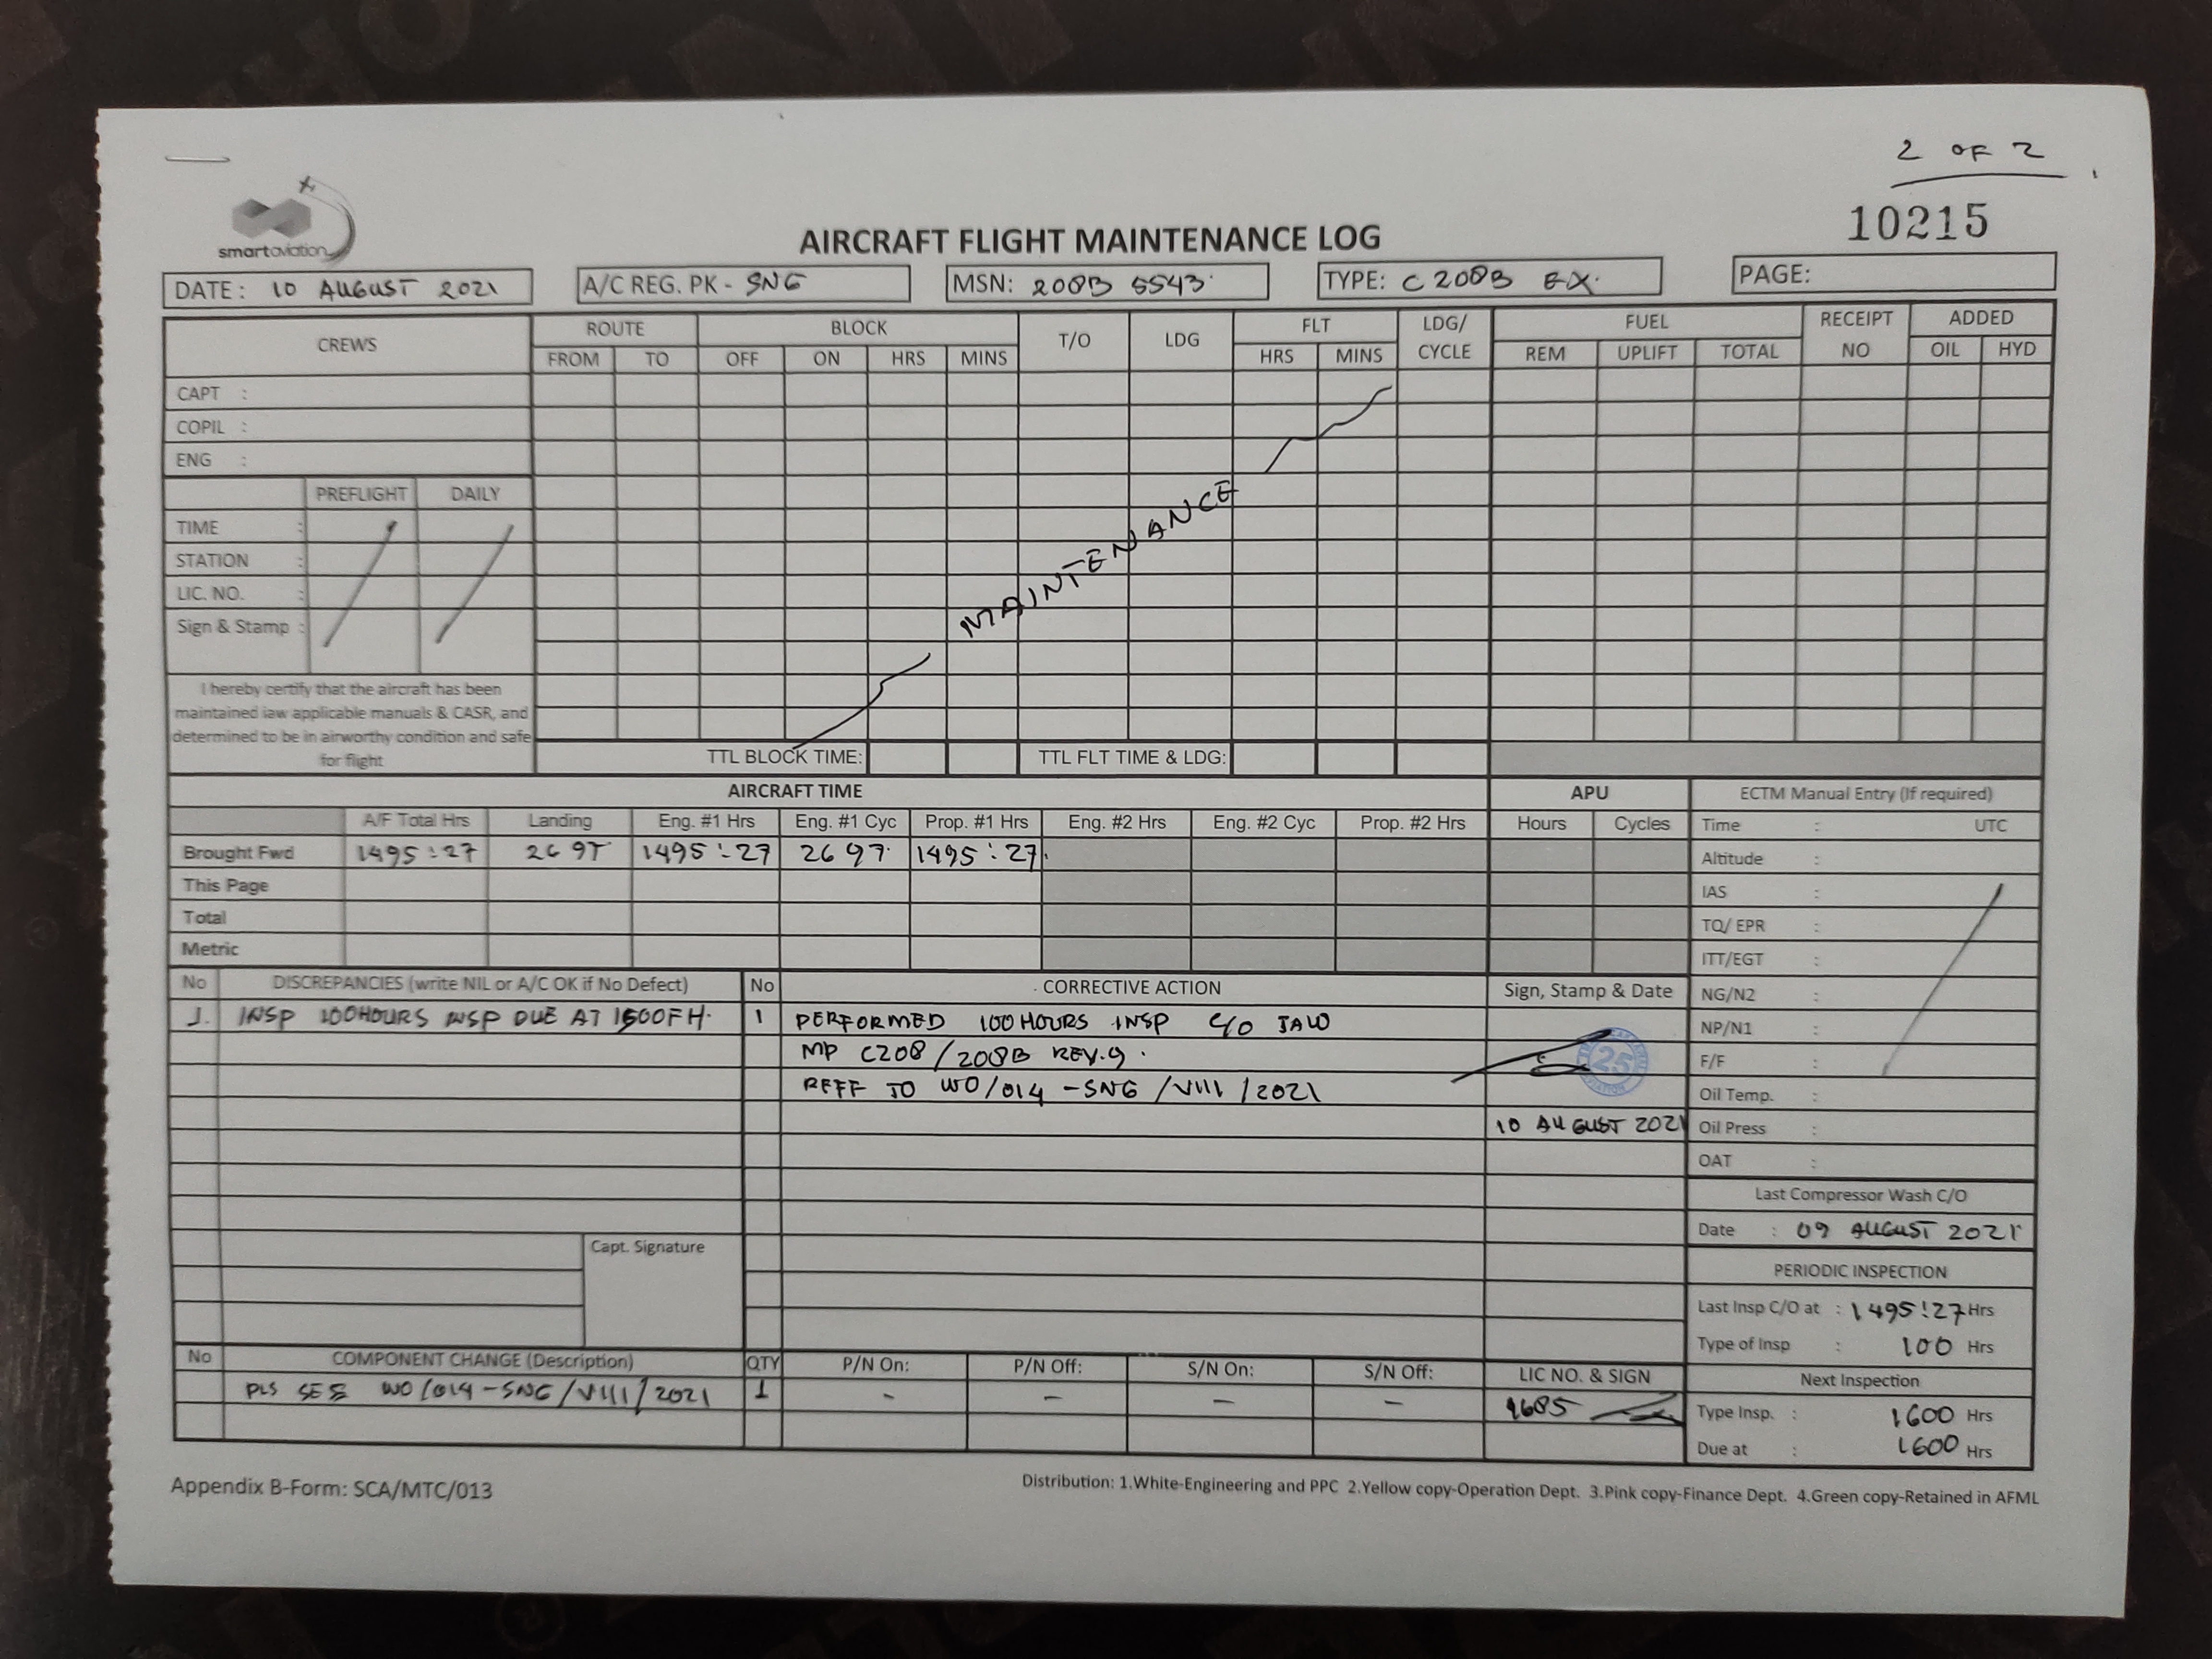 2 OF 2
smartaviation
10215
AIRCRAFT FLIGHT MAINTENANCE LOG
DATE: 10 AUGUST 2021 A/C REG. PK - SNG MSN: 208B 5543 TYPE: C 208B EX. PAGE:
CREWS ROUTE BLOCK T/O LDG FLT LDG/ CYCLE FUEL RECEIPT NO ADDED
FROM TO OFF ON HRS MINS HRS MINS REM UPLIFT TOTAL OIL HYD
CAPT :
COPIL :
ENG :
PREFLIGHT DAILY
TIME :
STATION :
LIC. NO. :
Sign & Stamp :
MAINTENANCE
I hereby certify that the aircraft has been
maintained iaw applicable manuals & CASR, and
determined to be in airworthy condition and safe
for flight
TTL BLOCK TIME: TTL FLT TIME & LDG:
AIRCRAFT TIME APU ECTM Manual Entry (If required)
A/F Total Hrs Landing Eng. #1 Hrs Eng. #1 Cyc Prop. #1 Hrs Eng. #2 Hrs Eng. #2 Cyc Prop. #2 Hrs Hours Cycles Time : UTC
Brought Fwd 1495:27 2697 1495:27 2697 1495:27 Altitude :
This Page IAS :
Total TQ/ EPR :
Metric ITT/EGT :
No DISCREPANCIES (write NIL or A/C OK if No Defect) No CORRECTIVE ACTION Sign, Stamp & Date NG/N2 :
1. INSP 100HOURS INSP DUE AT 1500FH. 1 PERFORMED 100HOURS INSP C/O IAW NP/N1 :
MP C208/208B REV.9. 25 F/F :
REFF TO WO/014-SNG/VIII/2021 Oil Temp. :
10 AUGUST 2021 Oil Press :
OAT :
Last Compressor Wash C/O
Date : 09 AUGUST 2021
Capt. Signature
PERIODIC INSPECTION
Last Insp C/O at : 1495:27 Hrs
Type of Insp : 100 Hrs
No COMPONENT CHANGE (Description) QTY P/N On: P/N Off: S/N On: S/N Off: LIC NO. & SIGN Next Inspection
PLS SEE WO/014-SNG/VIII/2021 1 - - - - 9685 Type Insp. : 1600 Hrs
Due at : 1600 Hrs
Appendix B-Form: SCA/MTC/013
Distribution: 1.White-Engineering and PPC 2.Yellow copy-Operation Dept. 3.Pink copy-Finance Dept. 4.Green copy-Retained in AFML